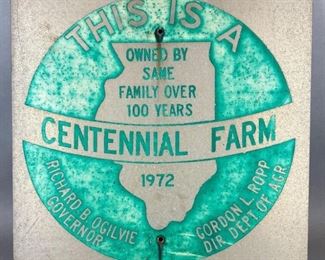 THIS IS A
OWNED BY
SAME
FAMILY OVER
100 YEARS
CENTENNIAL FARM
1972
RICHARD B. OGILVIE
GOVERNOR
GORDON L. ROPP
DIR. DEPT. OF AGR.